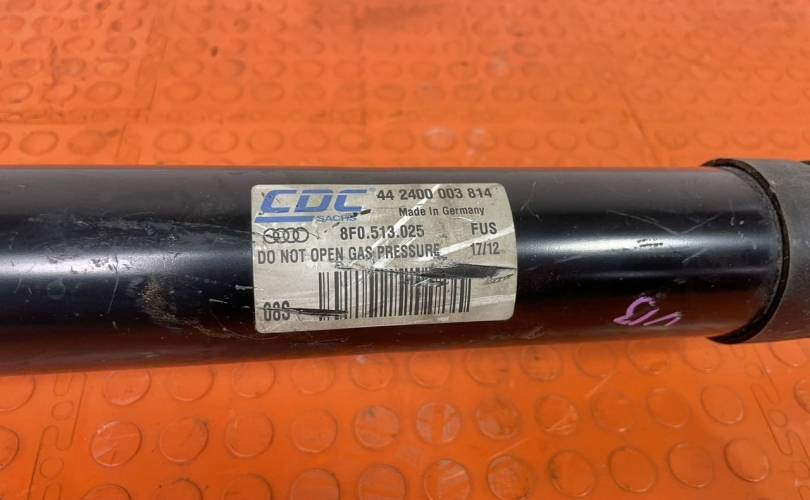 CDC® 44 2400 003 814
SACHS Made In Germany
8F0.513.025 FUS
DO NOT OPEN GAS PRESSURE 17/12
08S